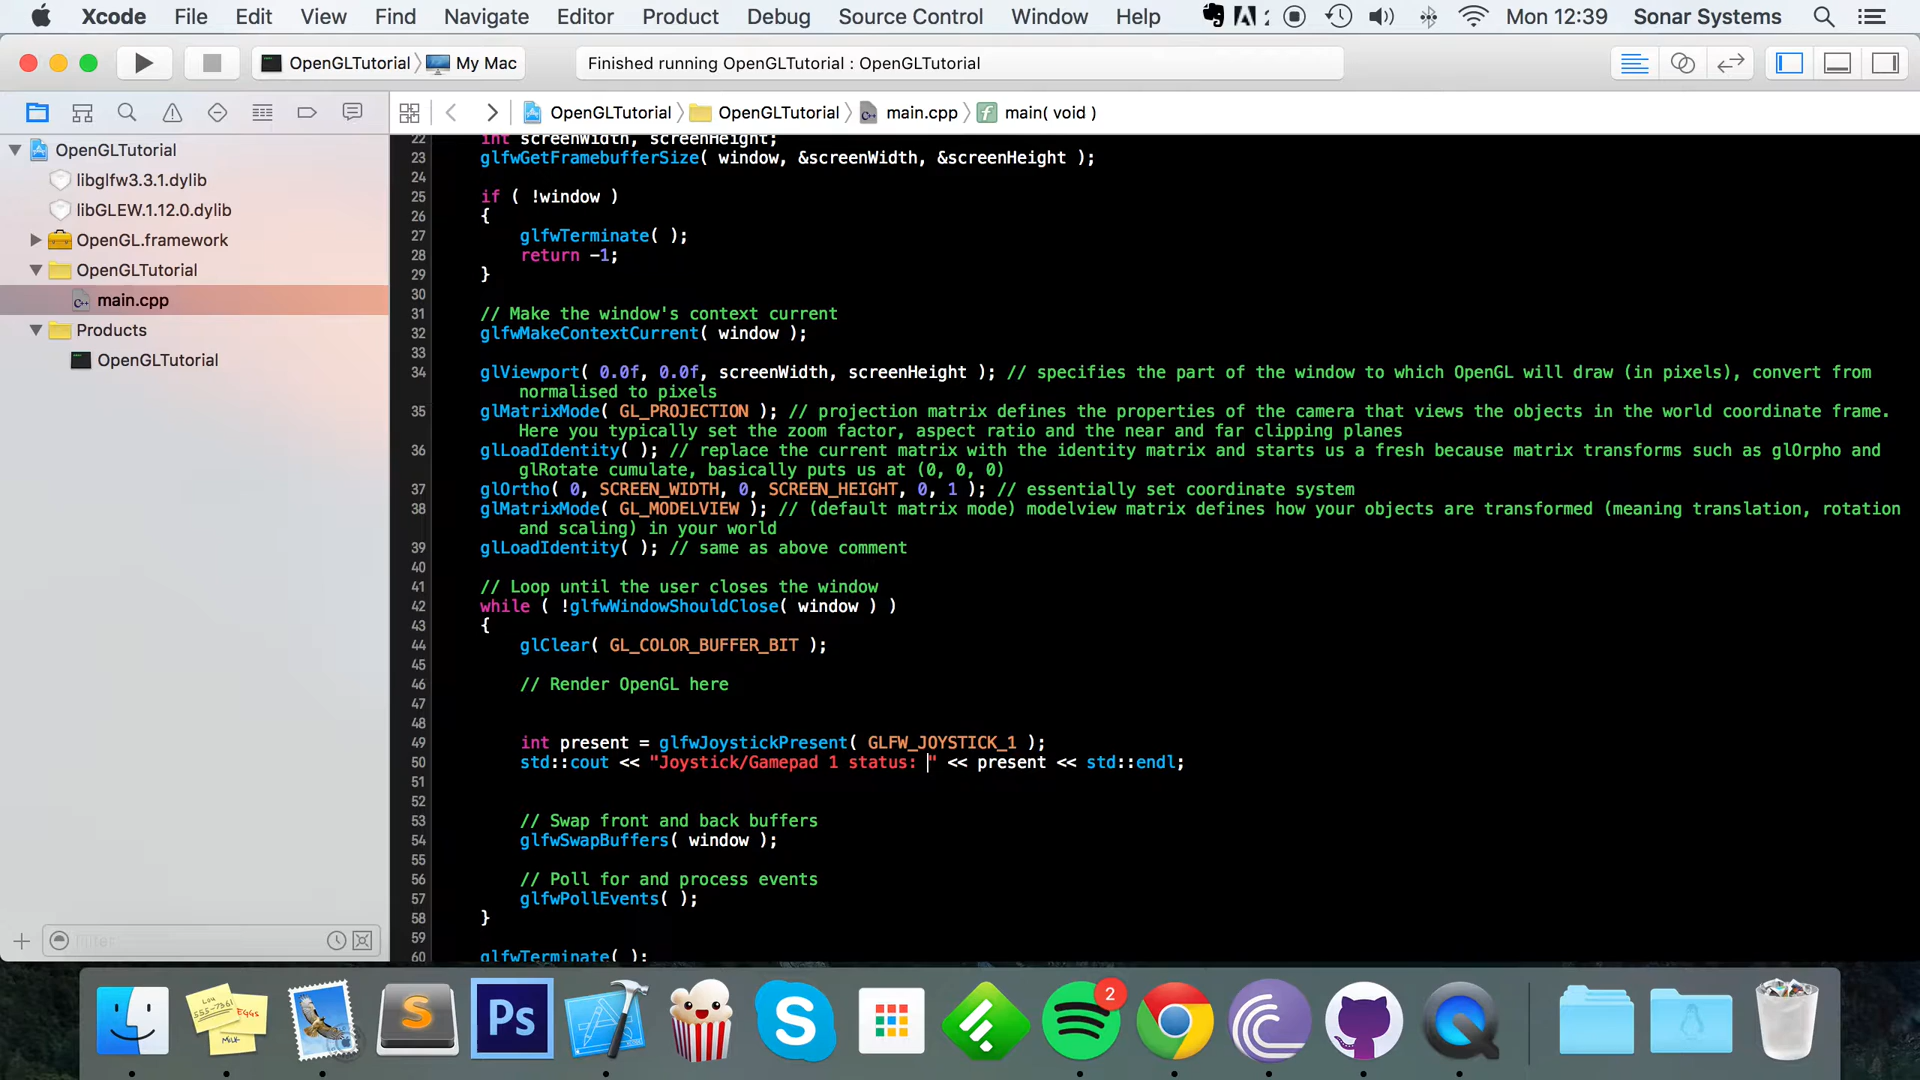 Xcode File Edit View Find Navigate Editor Product Debug Source Control Window Help Mon 12:39 Sonar Systems
OpenGLTutorial My Mac Finished running OpenGLTutorial : OpenGLTutorial
OpenGLTutorial OpenGLTutorial main.cpp main( void )
OpenGLTutorial
libglfw3.3.1.dylib
libGLEW.1.12.0.dylib
OpenGL.framework
OpenGLTutorial
main.cpp
Products
OpenGLTutorial
22 int screenWidth, screenHeight;
23 glfwGetFramebufferSize( window, &screenWidth, &screenHeight );
24
25 if ( !window )
26 {
27 glfwTerminate( );
28 return -1;
29 }
30
31 // Make the window's context current
32 glfwMakeContextCurrent( window );
33
34 glViewport( 0.0f, 0.0f, screenWidth, screenHeight ); // specifies the part of the window to which OpenGL will draw (in pixels), convert from
normalised to pixels
35 glMatrixMode( GL_PROJECTION ); // projection matrix defines the properties of the camera that views the objects in the world coordinate frame.
Here you typically set the zoom factor, aspect ratio and the near and far clipping planes
36 glLoadIdentity( ); // replace the current matrix with the identity matrix and starts us a fresh because matrix transforms such as glOrpho and
glRotate cumulate, basically puts us at (0, 0, 0)
37 glOrtho( 0, SCREEN_WIDTH, 0, SCREEN_HEIGHT, 0, 1 ); // essentially set coordinate system
38 glMatrixMode( GL_MODELVIEW ); // (default matrix mode) modelview matrix defines how your objects are transformed (meaning translation, rotation
and scaling) in your world
39 glLoadIdentity( ); // same as above comment
40
41 // Loop until the user closes the window
42 while ( !glfwWindowShouldClose( window ) )
43 {
44 glClear( GL_COLOR_BUFFER_BIT );
45
46 // Render OpenGL here
47
48
49 int present = glfwJoystickPresent( GLFW_JOYSTICK_1 );
50 std::cout << "Joystick/Gamepad 1 status: " << present << std::endl;
51
52
53 // Swap front and back buffers
54 glfwSwapBuffers( window );
55
56 // Poll for and process events
57 glfwPollEvents( );
58 }
59
60 glfwTerminate( );
Filter
2
Ps